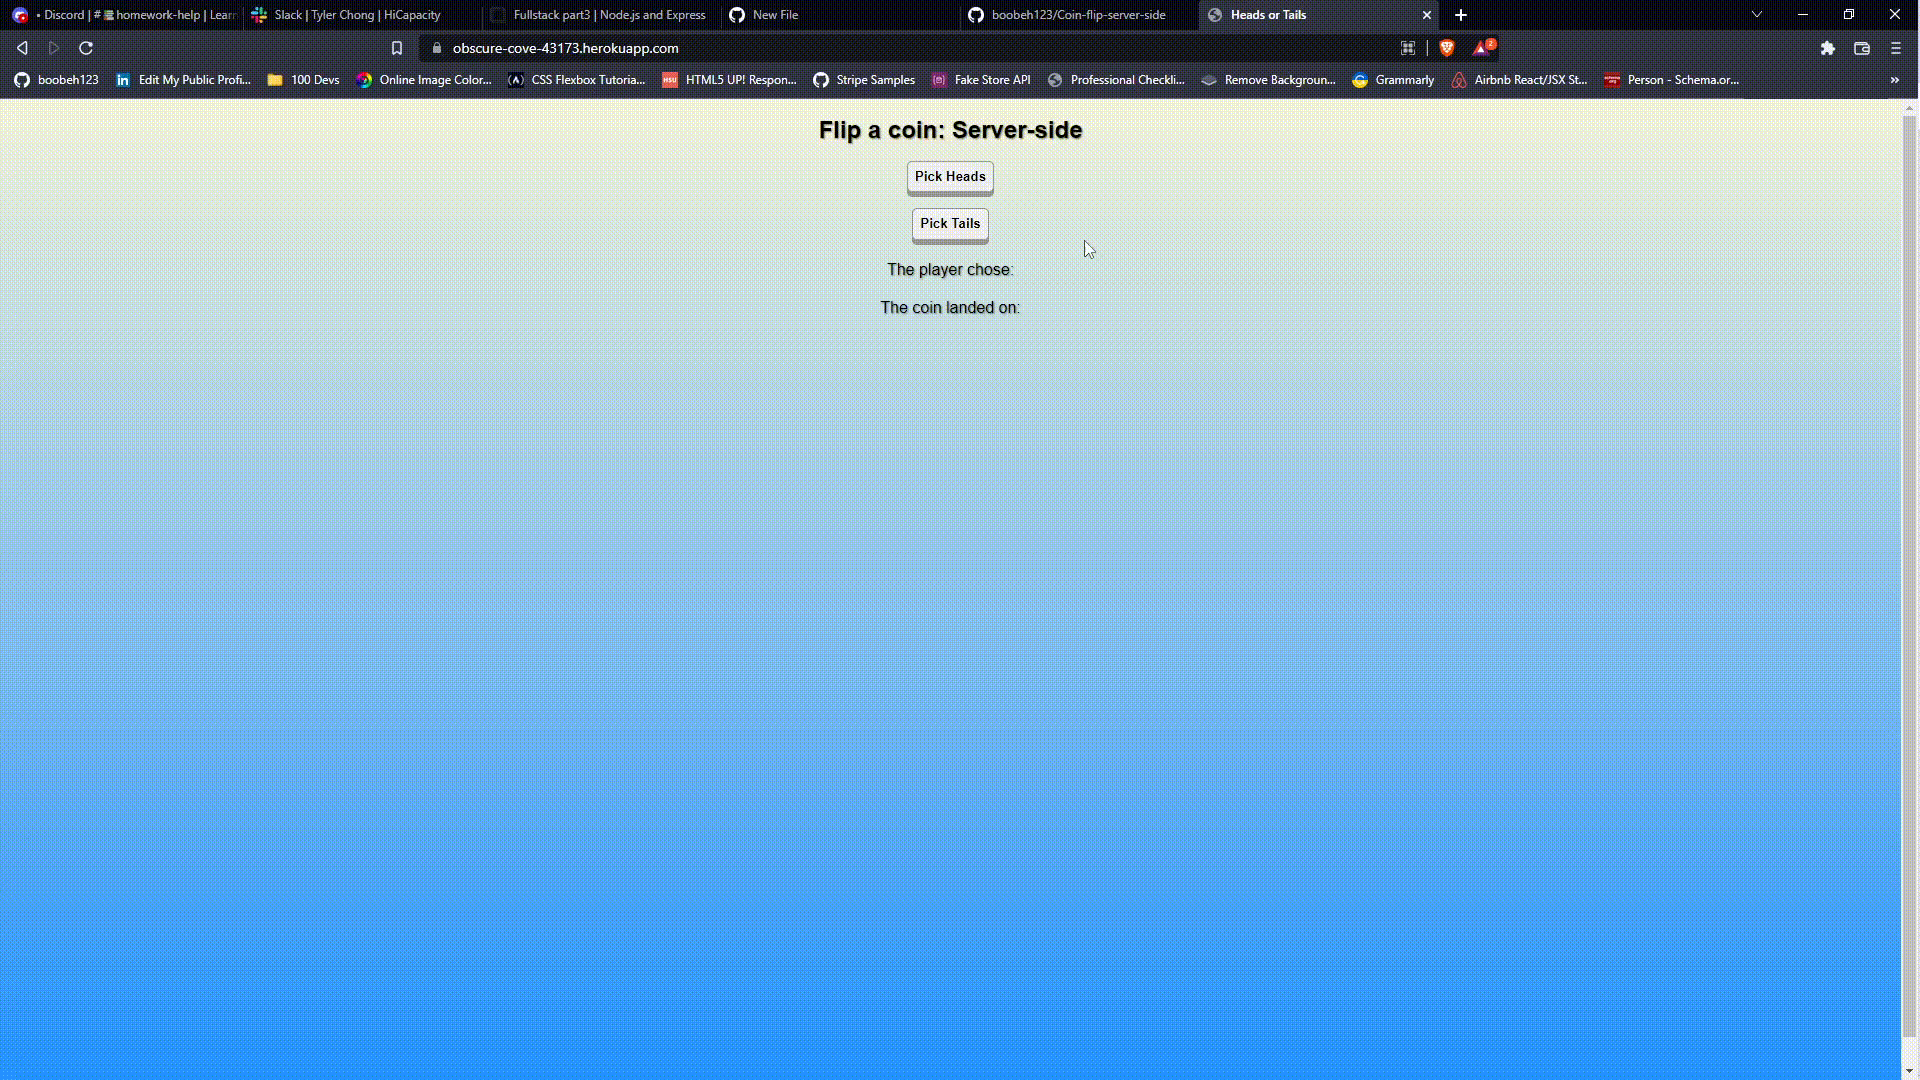 • Discord | # homework-help | Learn
Slack | Tyler Chong | HiCapacity
Fullstack part3 | Node.js and Express
New File
boobeh123/Coin-flip-server-side
Heads or Tails
obscure-cove-43173.herokuapp.com
2
boobeh123
Edit My Public Profi...
100 Devs
Online Image Color...
CSS Flexbox Tutoria...
HTML5 UP! Respon...
Stripe Samples
Fake Store API
Professional Checkli...
Remove Backgroun...
Grammarly
Airbnb React/JSX St...
Person - Schema.or...
Flip a coin: Server-side
Pick Heads
Pick Tails
The player chose:
The coin landed on: